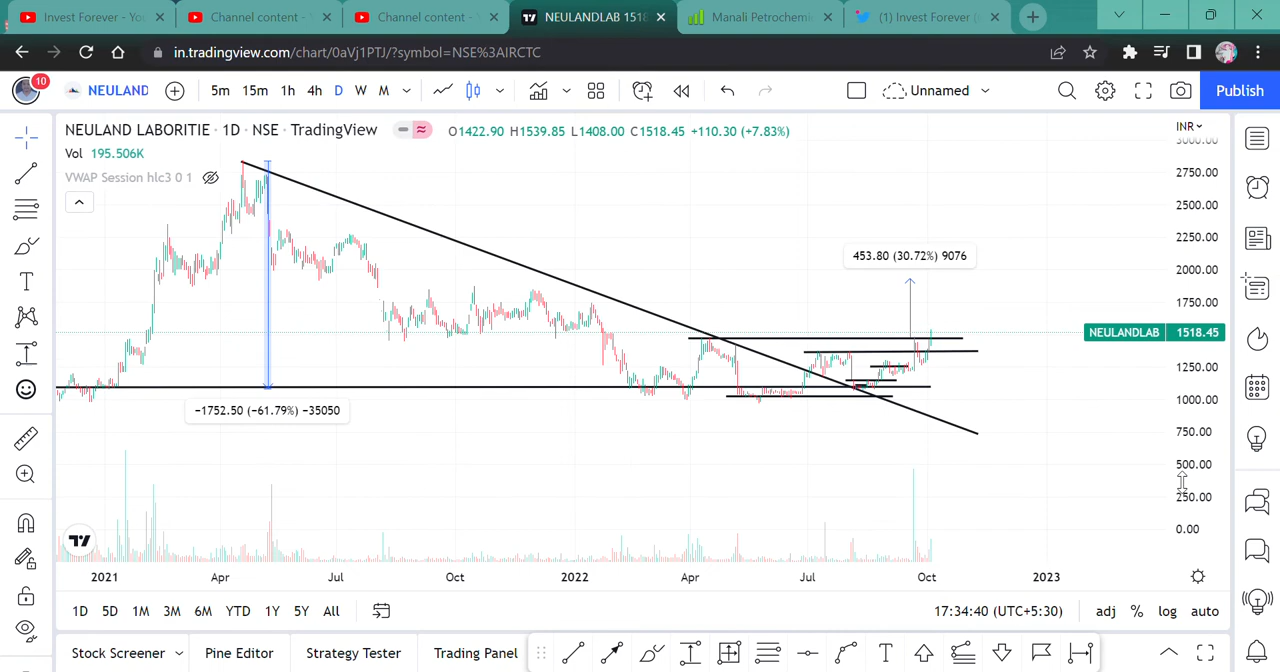 Invest Forever - You
Channel content -
Channel content -
NEULANDLAB 1518
Manali Petrochemi
(1) Invest Forever (
in.tradingview.com/chart/0aVj1PTJ/?symbol=NSE%3AIRCTC
10
NEULAND
5m 15m 1h 4h D W M
Unnamed
Publish
NEULAND LABORITIE · 1D · NSE · TradingView
O1422.90 H1539.85 L1408.00 C1518.45 +110.30 (+7.83%)
INR
Vol 195.506K
VWAP Session hlc3 0 1
3000.00
2750.00
2500.00
2250.00
2000.00
1750.00
NEULANDLAB 1518.45
1250.00
1000.00
750.00
500.00
250.00
0.00
453.80 (30.72%) 9076
−1752.50 (−61.79%) −35050
2021 Apr Jul Oct 2022 Apr Jul Oct 2023
1D 5D 1M 3M 6M YTD 1Y 5Y All
17:34:40 (UTC+5:30) adj % log auto
Stock Screener Pine Editor Strategy Tester Trading Panel